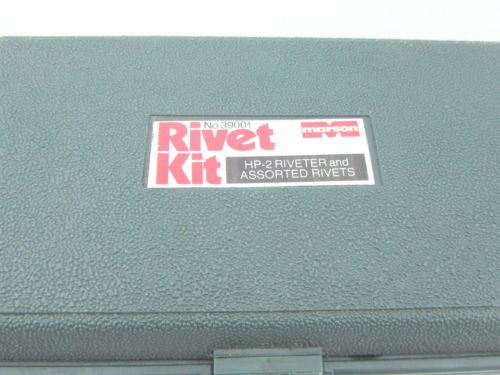 No 39001
Rivet
Kit
marson
HP-2 RIVETER and
ASSORTED RIVETS